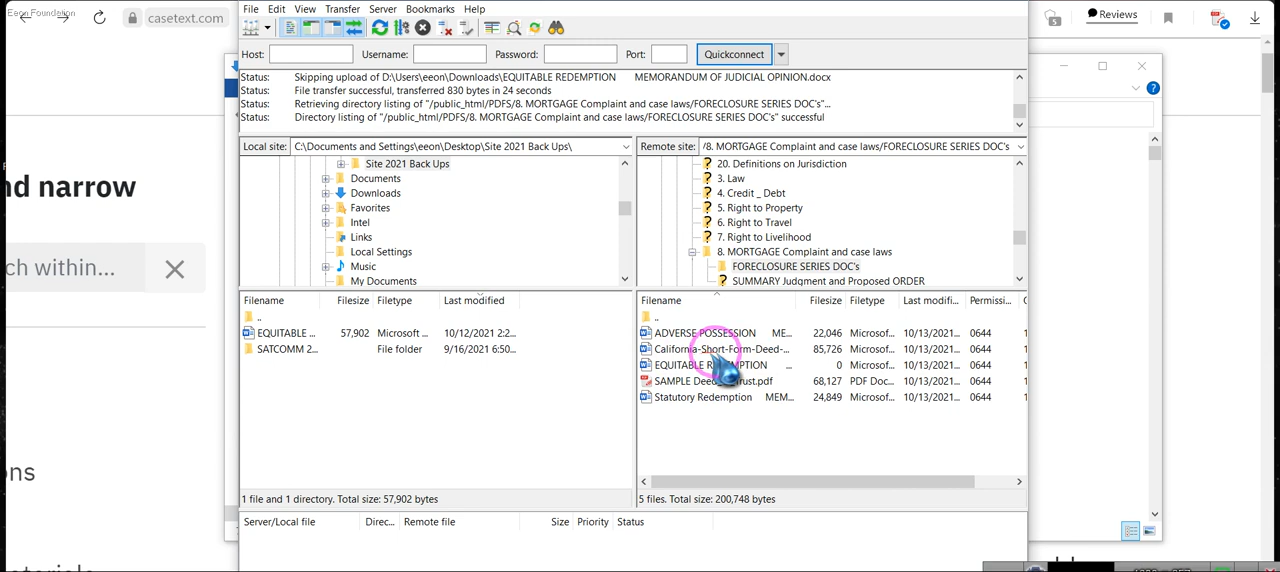 Eeon Foundation
casetext.com
Reviews
File Edit View Transfer Server Bookmarks Help
Host: Username: Password: Port: Quickconnect
Status: Skipping upload of D:\Users\eeon\Downloads\EQUITABLE REDEMPTION MEMORANDUM OF JUDICIAL OPINION.docx
Status: File transfer successful, transferred 830 bytes in 24 seconds
Status: Retrieving directory listing of "/public_html/PDFS/8. MORTGAGE Complaint and case laws/FORECLOSURE SERIES DOC's"...
Status: Directory listing of "/public_html/PDFS/8. MORTGAGE Complaint and case laws/FORECLOSURE SERIES DOC's" successful
Local site: C:\Documents and Settings\eeon\Desktop\Site 2021 Back Ups\
Remote site: /8. MORTGAGE Complaint and case laws/FORECLOSURE SERIES DOC's
Site 2021 Back Ups
Documents
Downloads
Favorites
Intel
Links
Local Settings
Music
My Documents
20. Definitions on Jurisdiction
3. Law
4. Credit _ Debt
5. Right to Property
6. Right to Travel
7. Right to Livelihood
8. MORTGAGE Complaint and case laws
FORECLOSURE SERIES DOC's
SUMMARY Judgment and Proposed ORDER
nd narrow
ch within...
ons
Filename Filesize Filetype Last modified
..
EQUITABLE ... 57,902 Microsoft ... 10/12/2021 2:2...
SATCOMM 2... File folder 9/16/2021 6:50...
1 file and 1 directory. Total size: 57,902 bytes
Filename Filesize Filetype Last modifi... Permissi...
..
ADVERSE POSSESSION ME... 22,046 Microsof... 10/13/2021... 0644
California-Short-Form-Deed-... 85,726 Microsof... 10/13/2021... 0644
EQUITABLE REDEMPTION ... 0 Microsof... 10/13/2021... 0644
SAMPLE Deed 68,127 PDF Doc... 10/13/2021... 0644
Statutory Redemption MEM... 24,849 Microsof... 10/13/2021... 0644
5 files. Total size: 200,748 bytes
Server/Local file Direc... Remote file Size Priority Status